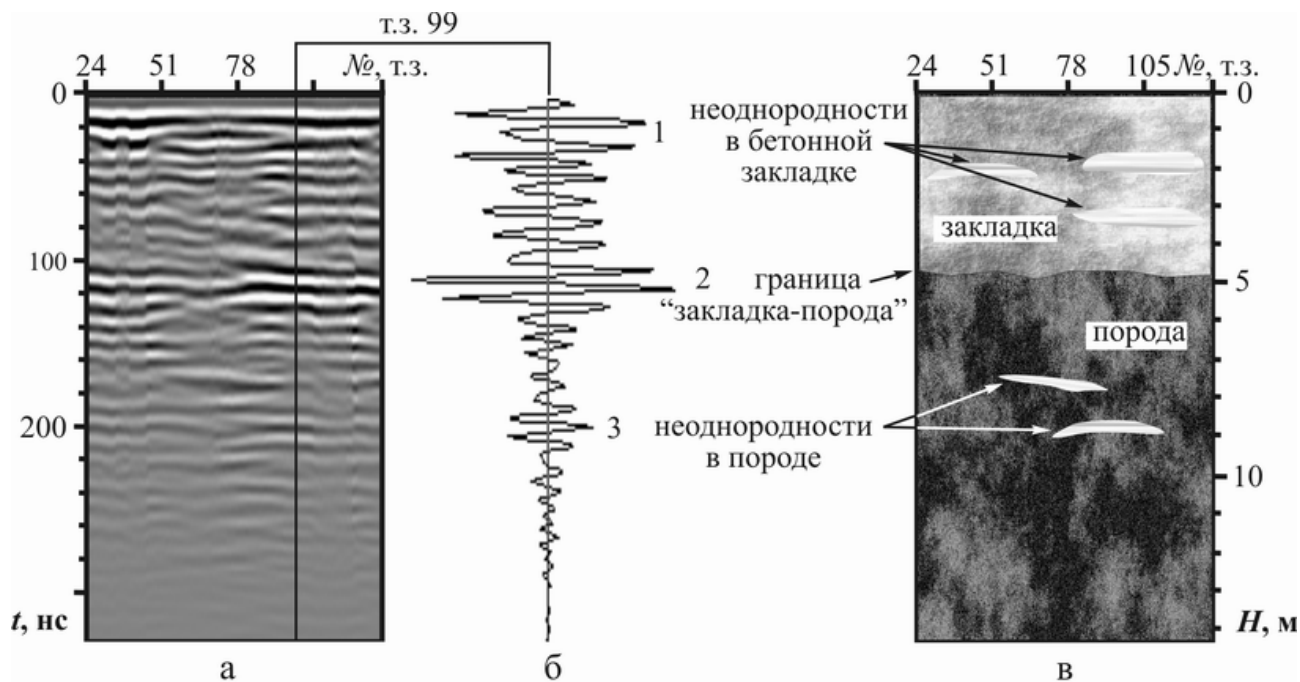 т.з. 99
24 51 78 №, т.з.
0
100
200
t, нс
а
1
2
3
б
24 51 78 105 №, т.з.
неоднородности
в бетонной
закладке
закладка
граница
“закладка-порода”
порода
неоднородности
в породе
0
5
10
H, м
в